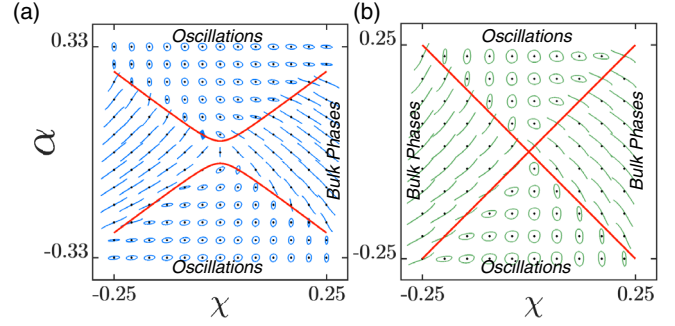 (a)
Oscillations
0.33
α
-0.33
Bulk Phases
Oscillations
-0.25
χ
0.25
(b)
Oscillations
0.25
Bulk Phases
Bulk Phases
-0.25
Oscillations
-0.25
χ
0.25